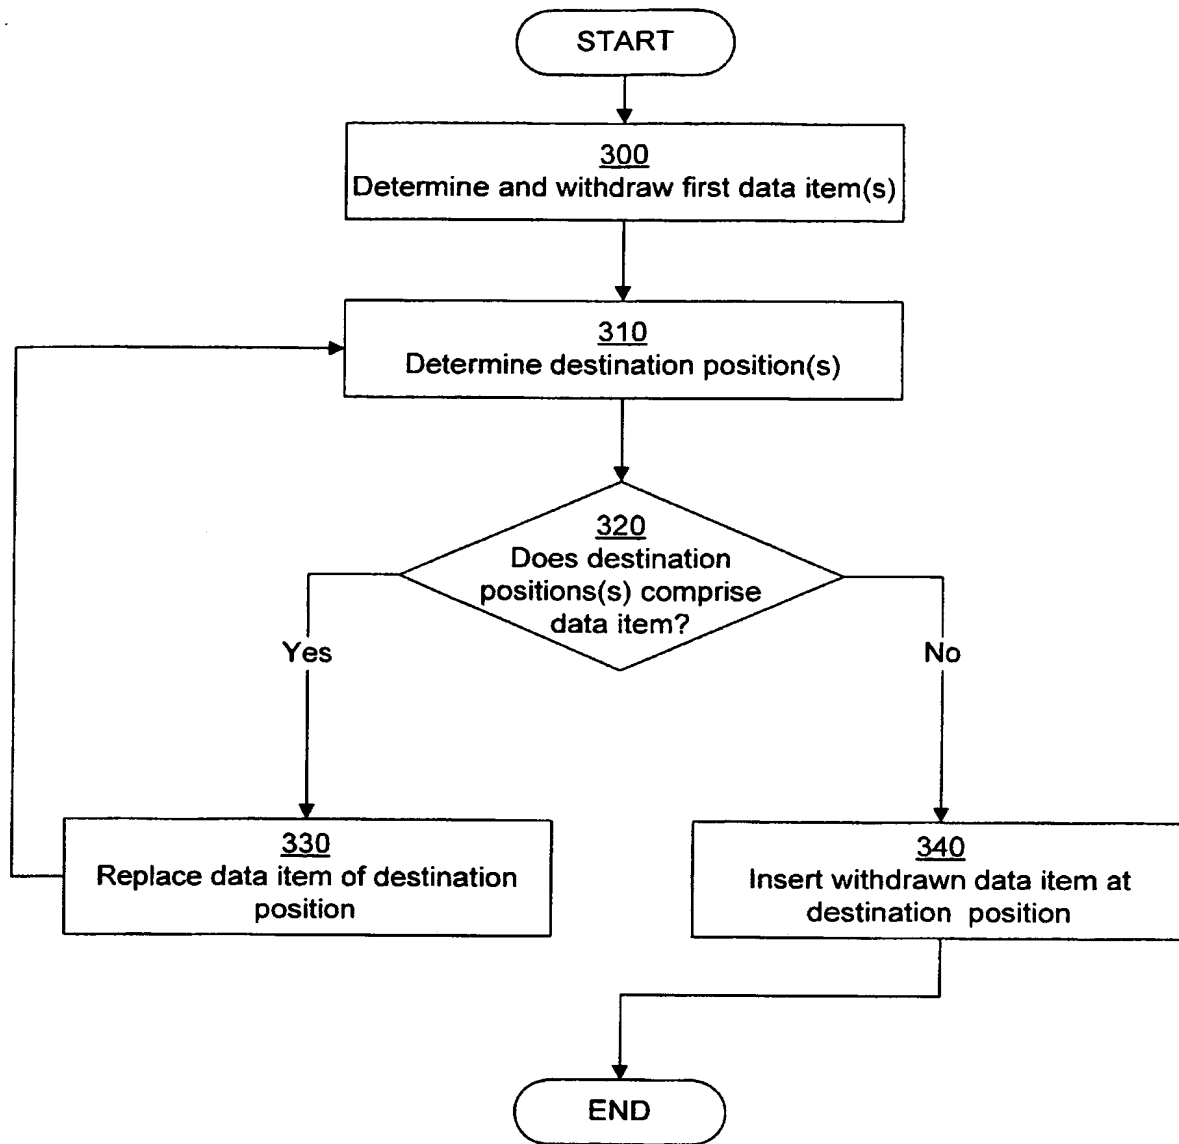 START
300
Determine and withdraw first data item(s)
310
Determine destination position(s)
320
Does destination
positions(s) comprise
data item?
Yes
No
330
Replace data item of destination
position
340
Insert withdrawn data item at
destination position
END